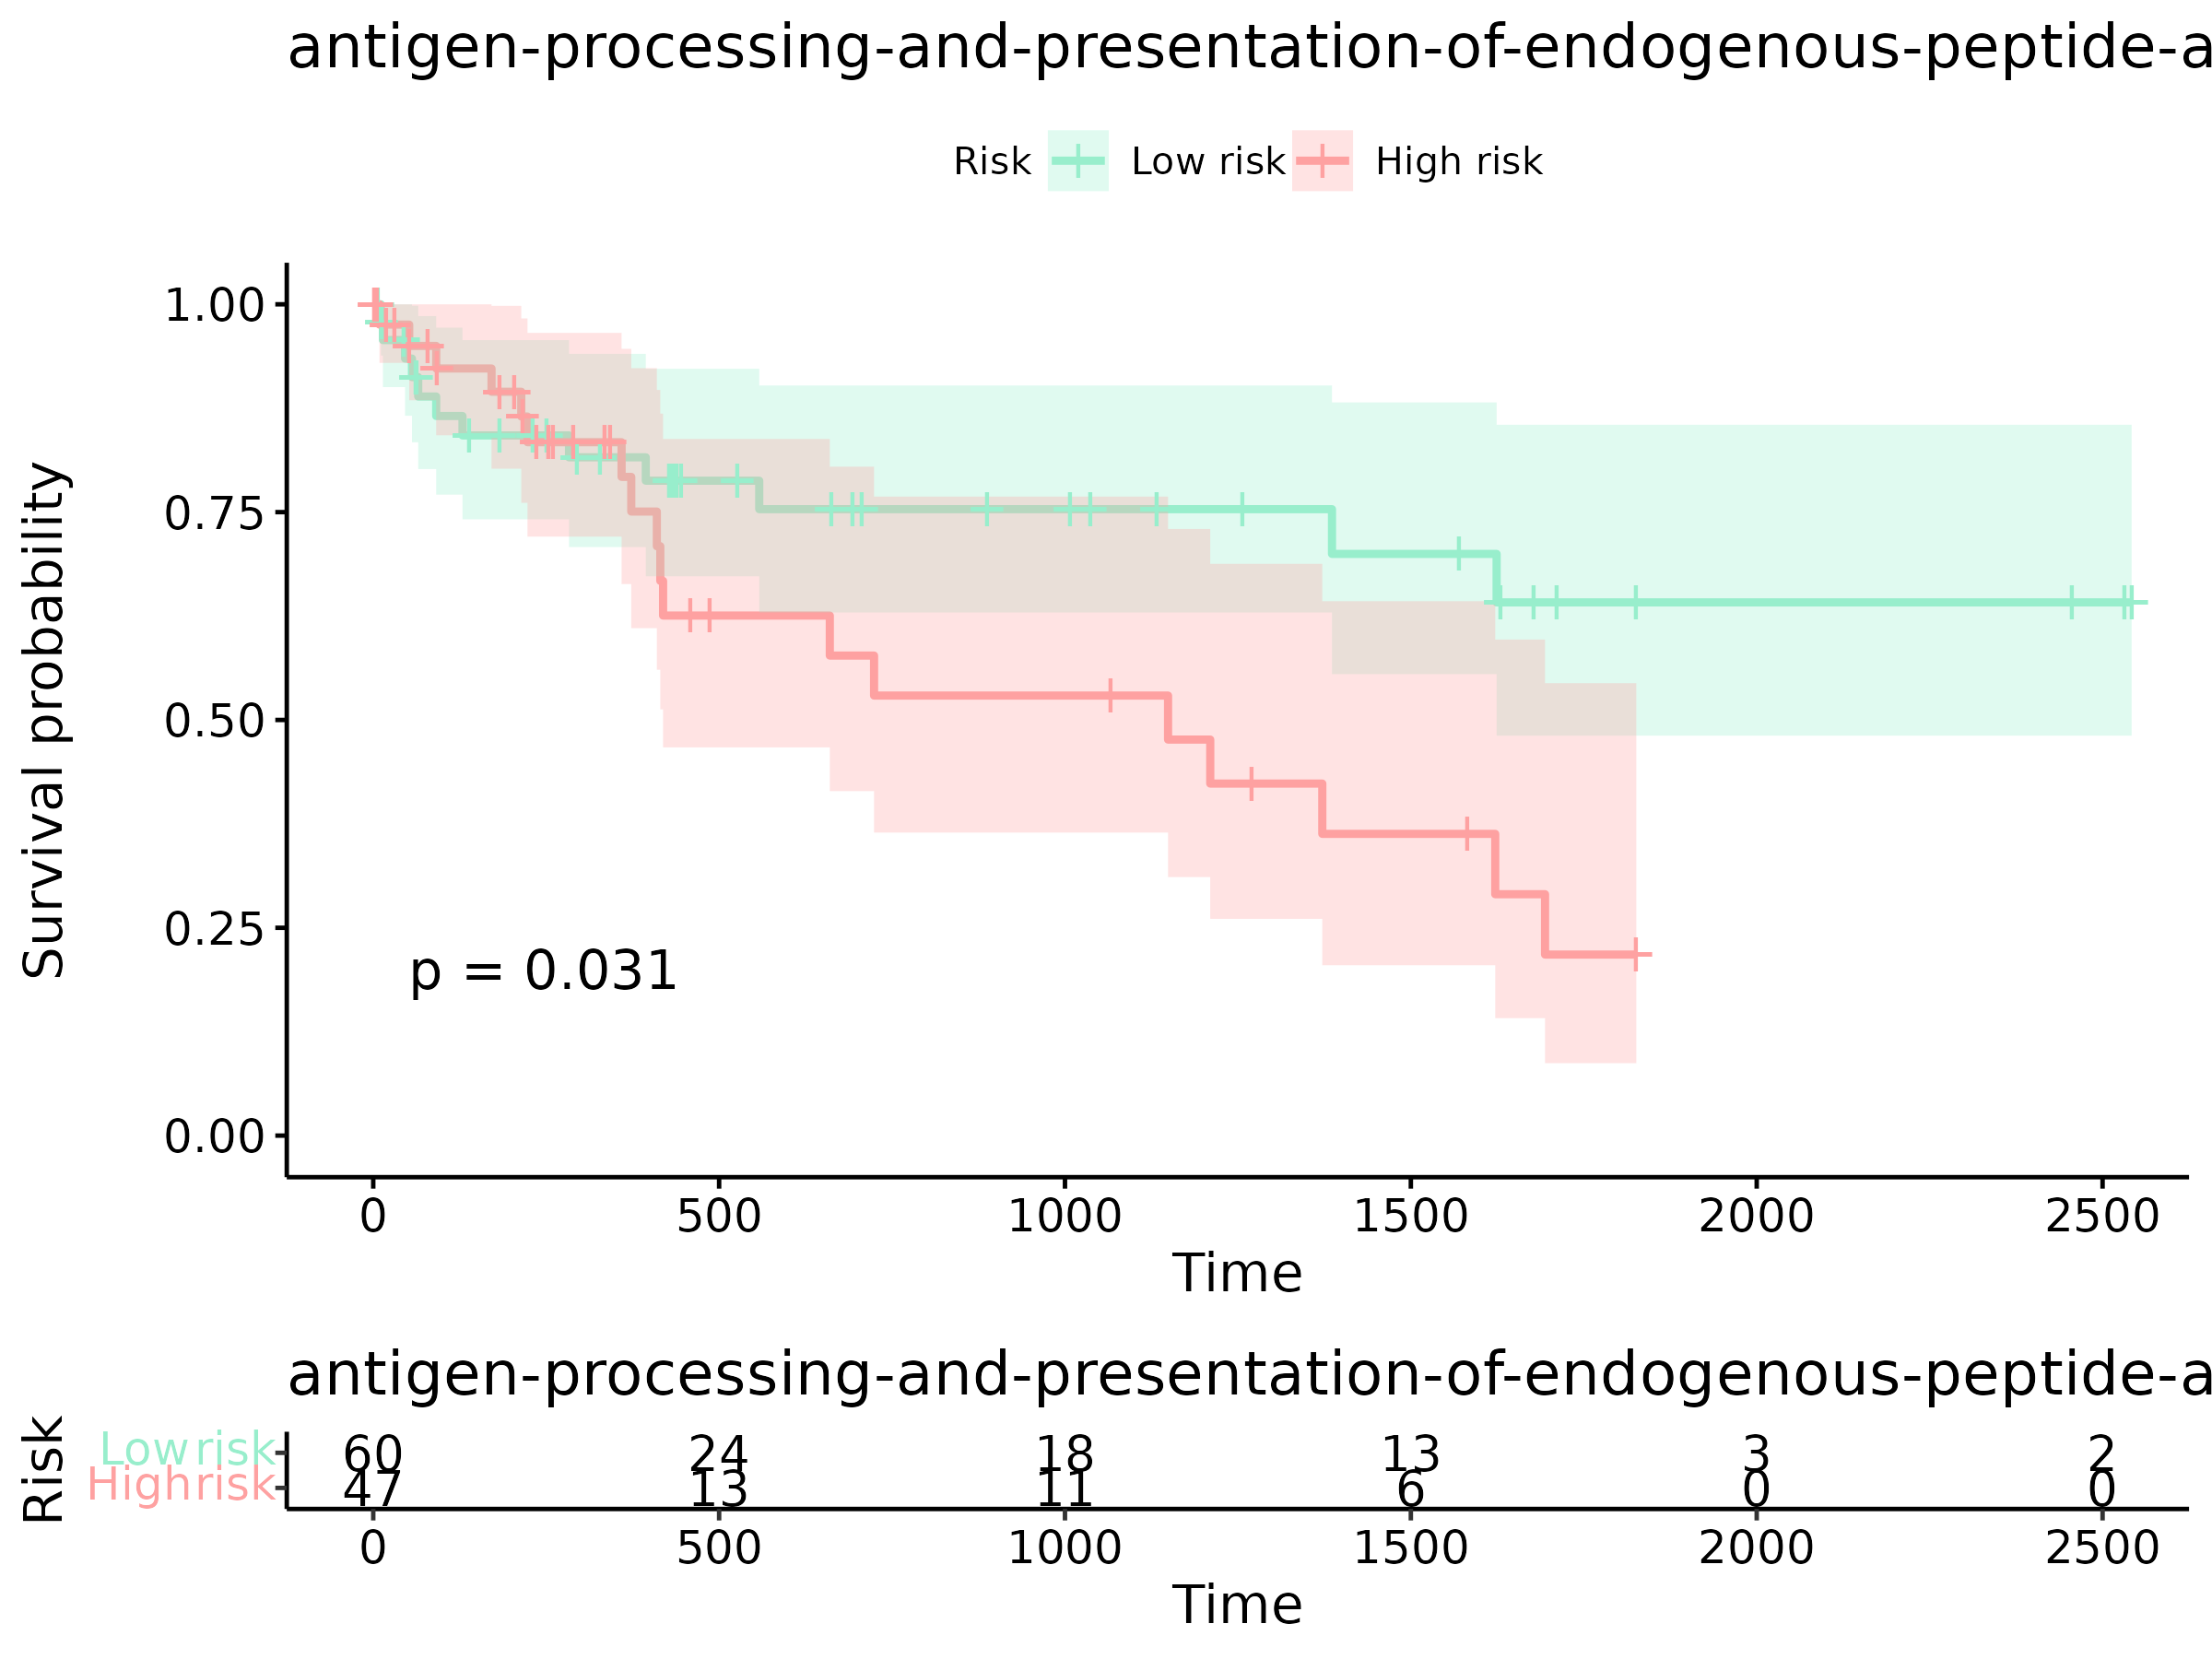 antigen-processing-and-presentation-of-endogenous-peptide-a
Risk Low risk High risk
Survival probability
1.00
0.75
0.50
0.25
0.00
p = 0.031
0 500 1000 1500 2000 2500
Time
antigen-processing-and-presentation-of-endogenous-peptide-a
Risk
Low risk 60 24 18 13 3 2
High risk 47 13 11 6 0 0
0 500 1000 1500 2000 2500
Time